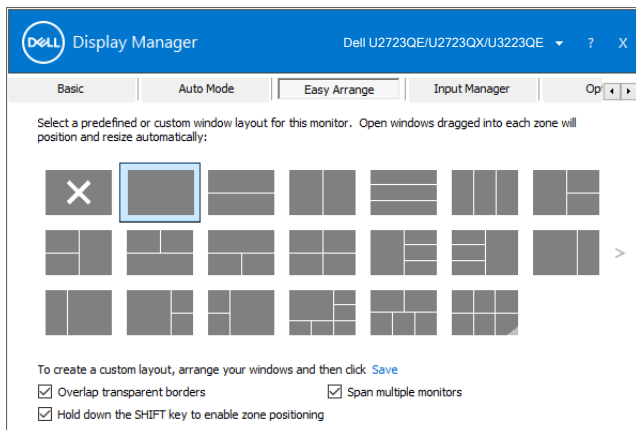 DELL Display Manager Dell U2723QE/U2723QX/U3223QE ? X
Basic Auto Mode Easy Arrange Input Manager Op
Select a predefined or custom window layout for this monitor. Open windows dragged into each zone will
position and resize automatically:
>
To create a custom layout, arrange your windows and then click Save
Overlap transparent borders Span multiple monitors
Hold down the SHIFT key to enable zone positioning